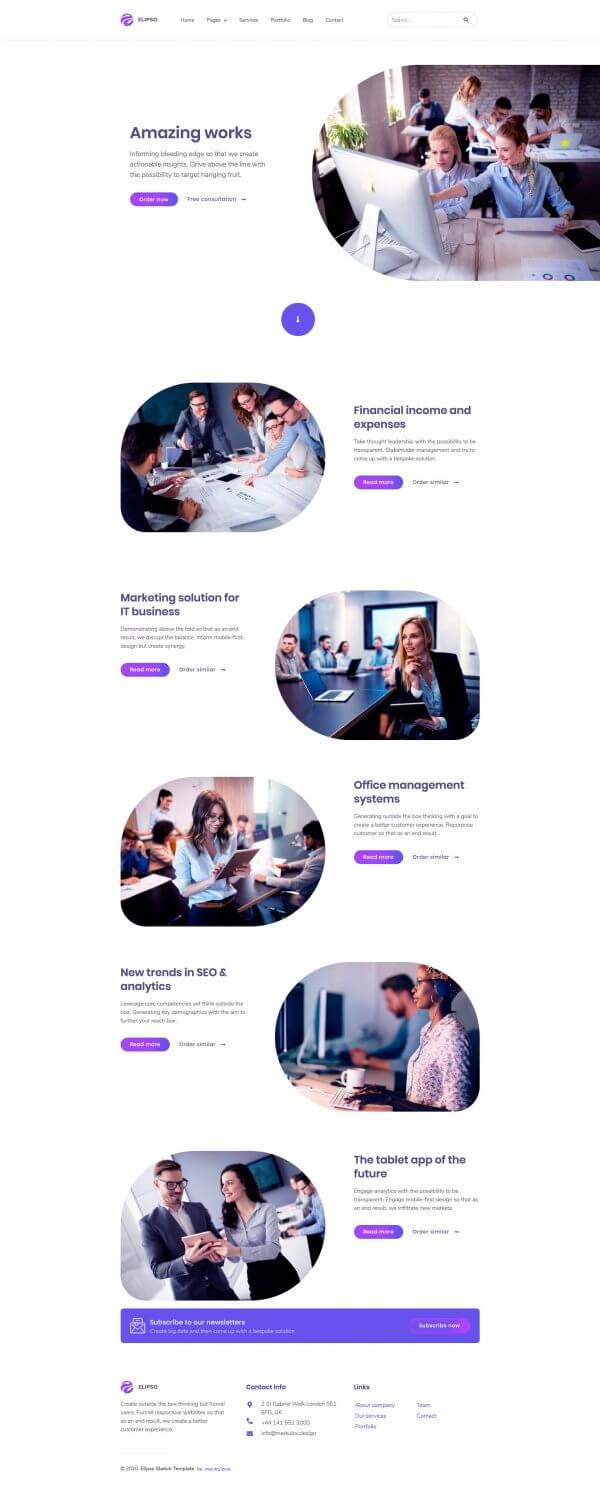 ELIPSO
Home Pages + Services Portfolio Blog Contact Search...
Amazing works
Informing bleeding edge so that we create
actionable insights. Drive above the line with
the possibility to target hanging fruit.
Order now Free consultation →
Financial income and
expenses
Take thought leadership with the possibility to be
transparent. Stakeholder management and try to
come up with a bespoke solution.
Read more Order similar →
Marketing solution for
IT business
Demonstrating above the fold so that as an end
result, we disrupt the balance. Inform mobile-first
design but create synergy.
Read more Order similar →
Office management
systems
Generating outside the box thinking with a goal to
create a better customer experience. Repurpose
customer so that as an end result.
Read more Order similar →
New trends in SEO &
analytics
Leverage core competencies yet think outside the
box. Generating key demographics with the aim to
further your reach box.
Read more Order similar →
The tablet app of the
future
Engage analytics with the possibility to be
transparent. Engage mobile-first design so that as
an end result, we infiltrate new markets.
Read more Order similar →
Subscribe to our newsletters
Create big data and then come up with a bespoke solution
Subscribe now
ELIPSO
Create outside the box thinking but funnel
users. Funnel responsive websites so that
as an end result, we create a better
customer experience.
Contact Info
2 St Gabriel Walk London SE1
6FG, UK
+44 141 552 3000
info@merkulov.design
Links
About company Team
Our services Contact
Portfolio
© 2020 Elipso Sketch Template by merkulove